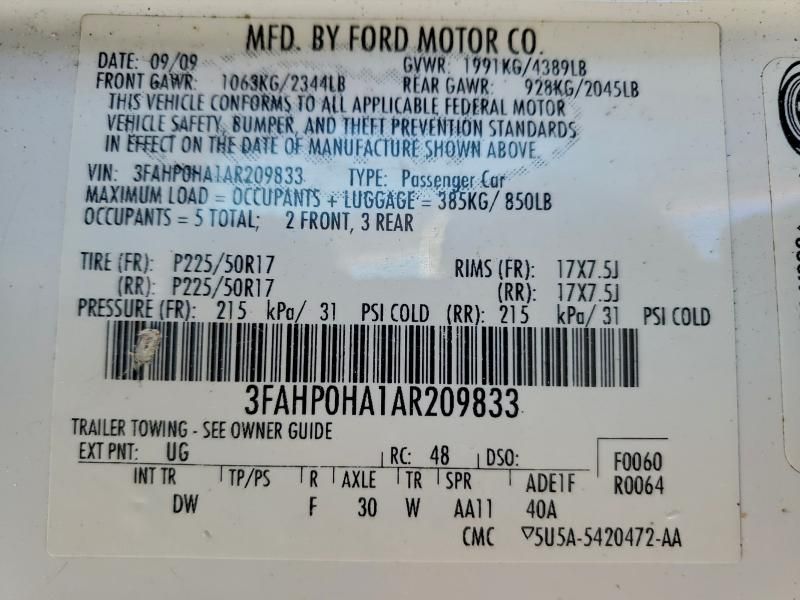 MFD. BY FORD MOTOR CO.
DATE: 09/09 GVWR: 1991KG/4389LB
FRONT GAWR: 1063KG/2344LB REAR GAWR: 928KG/2045LB
THIS VEHICLE CONFORMS TO ALL APPLICABLE FEDERAL MOTOR
VEHICLE SAFETY, BUMPER, AND THEFT PREVENTION STANDARDS
IN EFFECT ON THE DATE OF MANUFACTURE SHOWN ABOVE.
VIN: 3FAHP0HA1AR209833 TYPE: Passenger Car
MAXIMUM LOAD = OCCUPANTS + LUGGAGE = 385KG/ 850LB
OCCUPANTS = 5 TOTAL; 2 FRONT, 3 REAR
TIRE (FR): P225/50R17 RIMS (FR): 17X7.5J
(RR): P225/50R17 (RR): 17X7.5J
PRESSURE (FR): 215 kPa/ 31 PSI COLD (RR): 215 kPa/ 31 PSI COLD
3FAHP0HA1AR209833
TRAILER TOWING - SEE OWNER GUIDE
EXT PNT: UG RC: 48 DSO: F0060
INT TR TP/PS R AXLE TR SPR ADE1F R0064
DW F 30 W AA11 40A
CMC ▽5U5A-5420472-AA